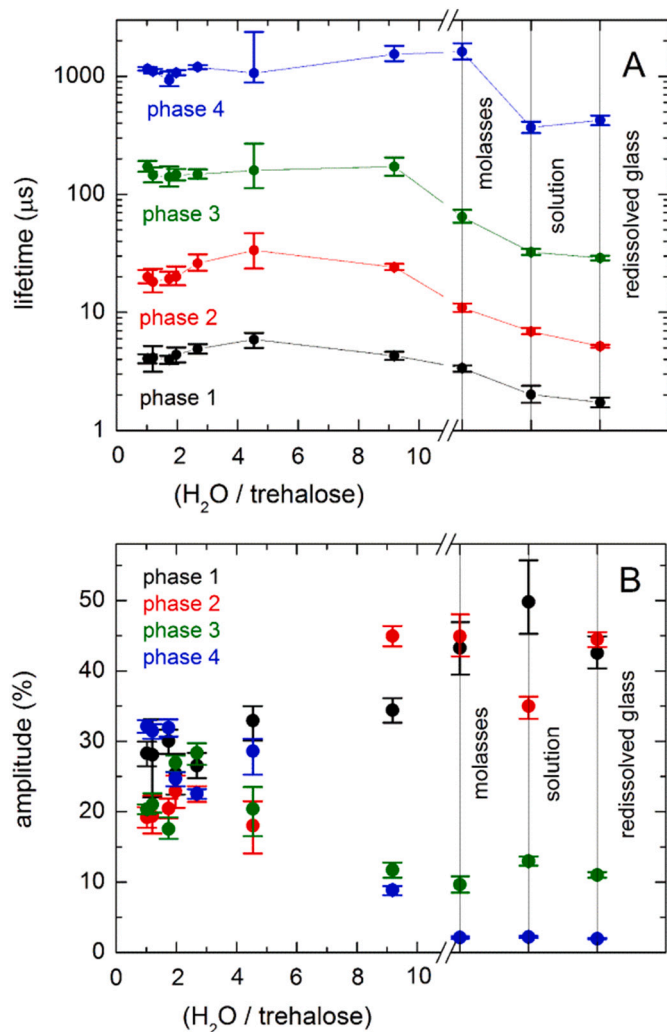 A
1000
100
10
1
lifetime (µs)
phase 4
phase 3
phase 2
phase 1
molasses
solution
redissolved glass
0 2 4 6 8 10
(H₂O / trehalose)
B
phase 1
phase 2
phase 3
phase 4
50
40
30
20
10
0
amplitude (%)
molasses
solution
redissolved glass
0 2 4 6 8 10
(H₂O / trehalose)